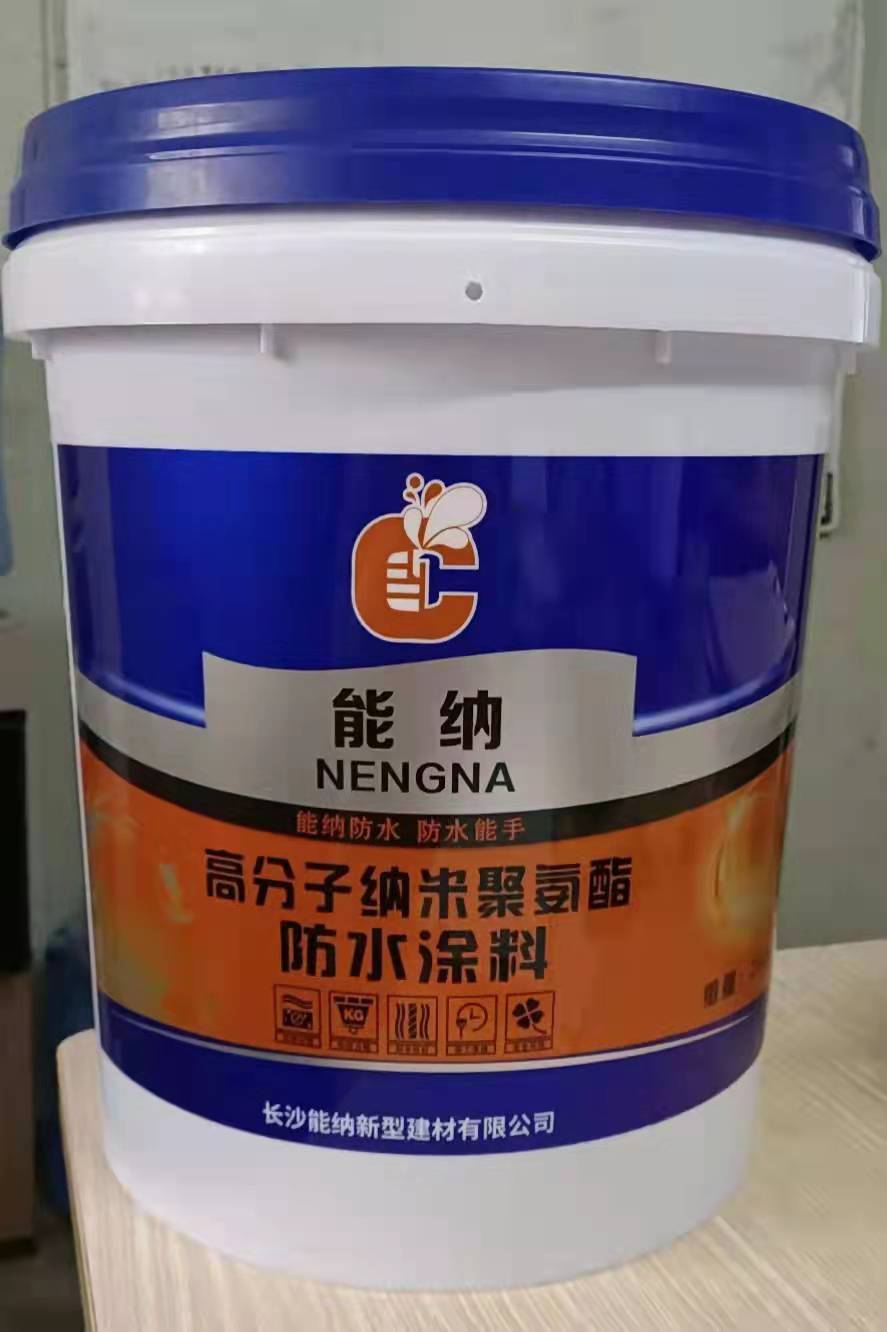 能纳
NENGNA
能纳防水 防水能手
高分子纳米聚氨酯
防水涂料
KG
长沙能纳新型建材有限公司